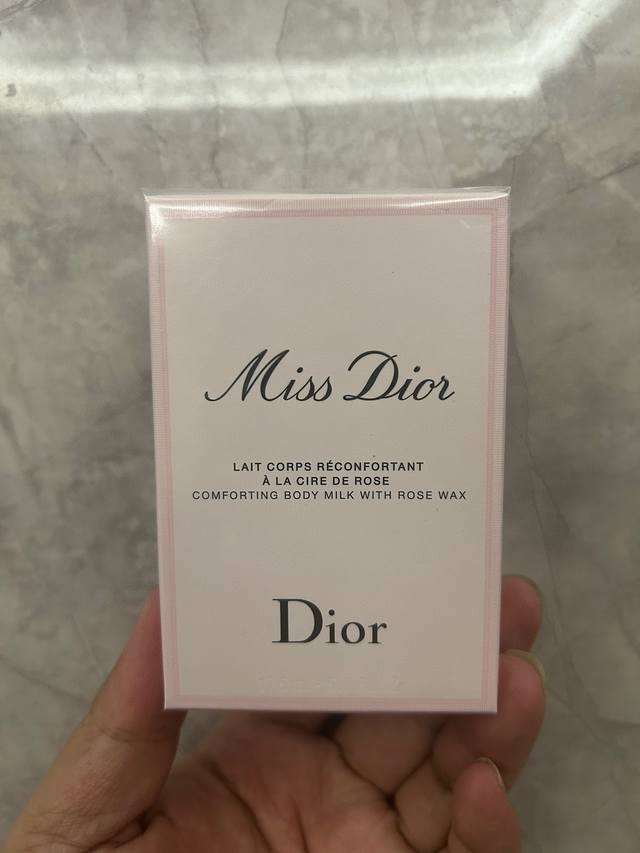 Miss Dior
LAIT CORPS RÉCONFORTANT
À LA CIRE DE ROSE
COMFORTING BODY MILK WITH ROSE WAX
Dior